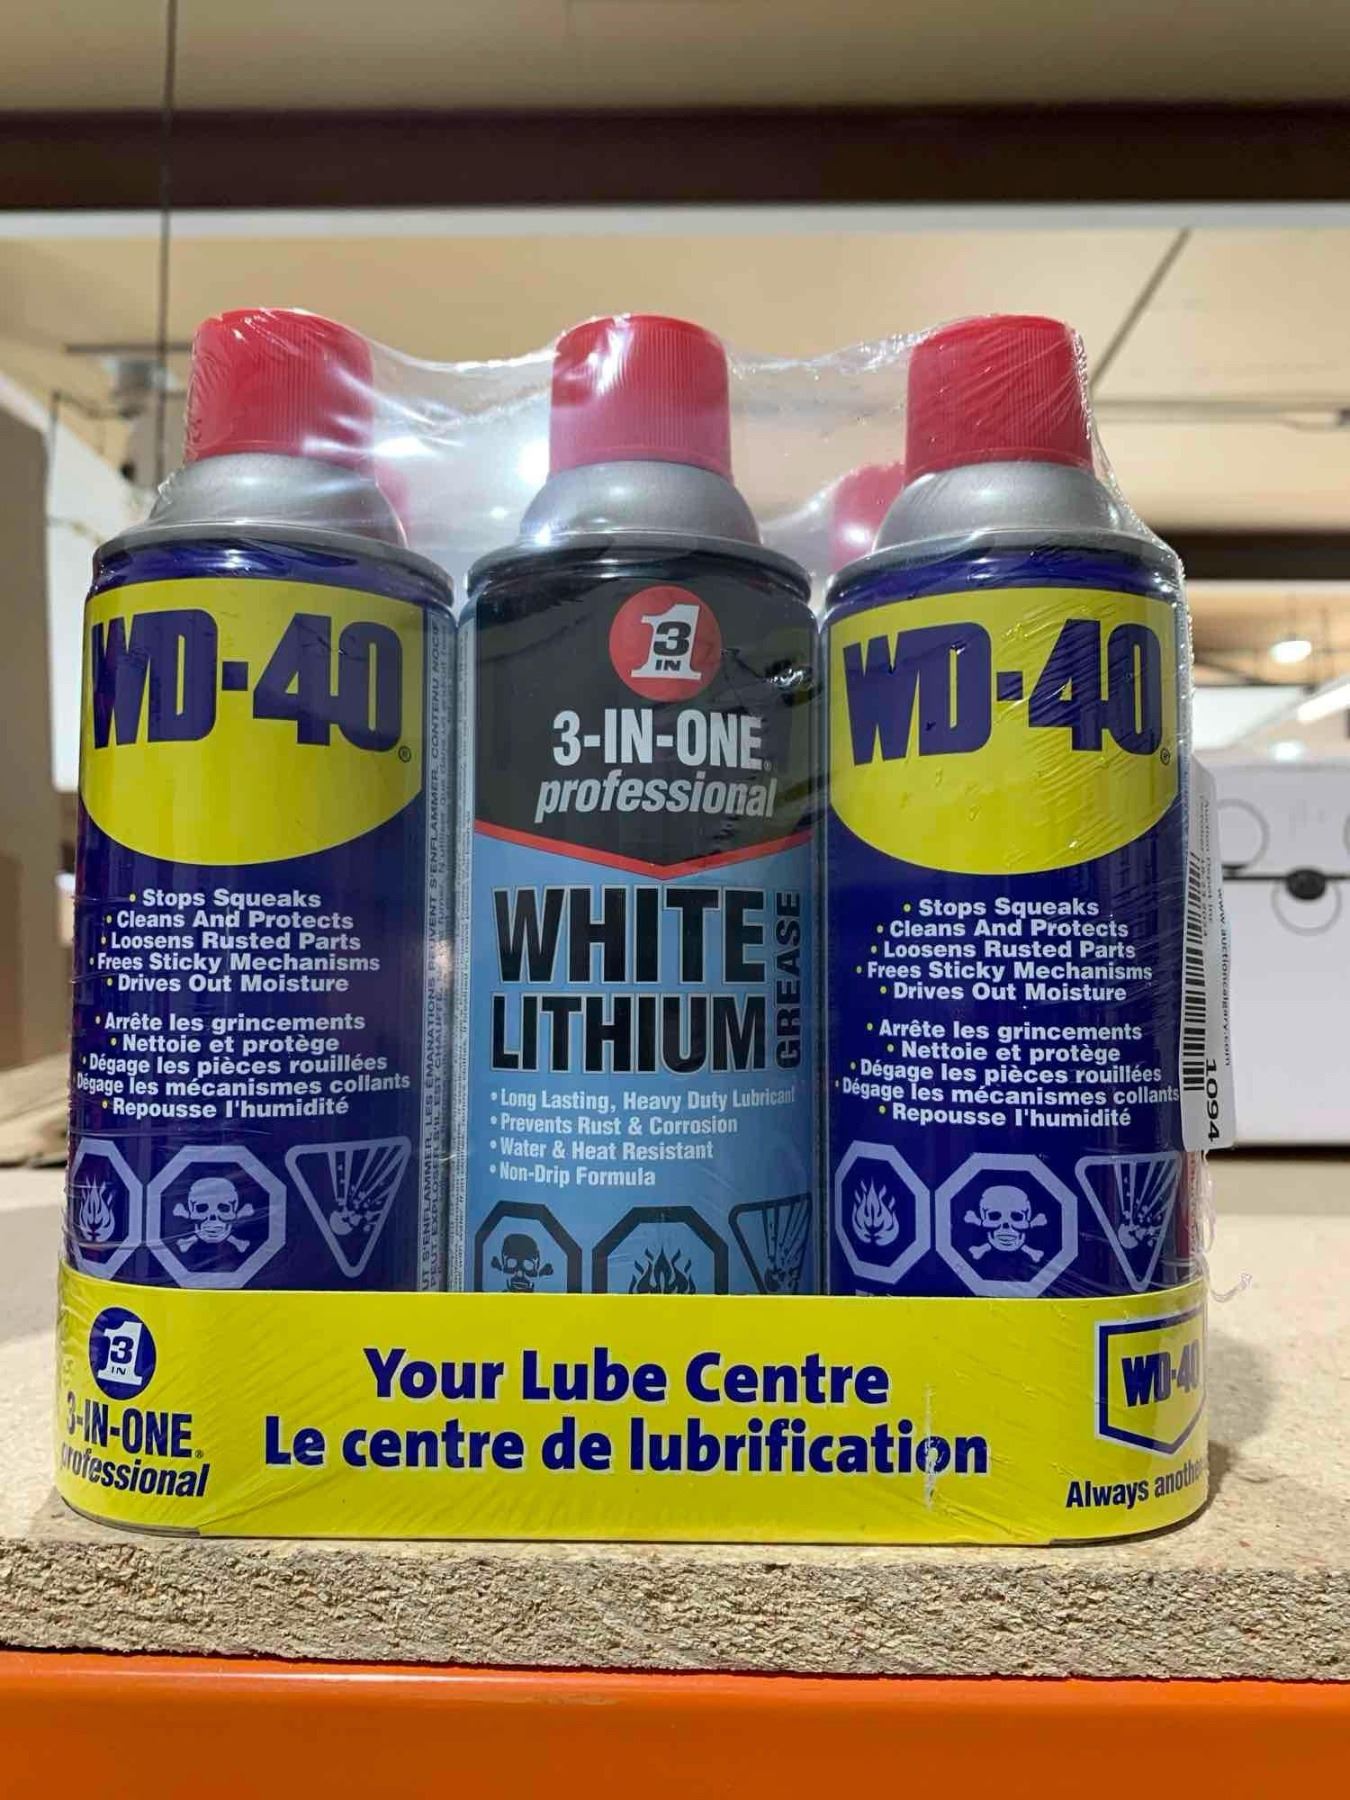 WD-40®
• Stops Squeaks
• Cleans And Protects
• Loosens Rusted Parts
• Frees Sticky Mechanisms
• Drives Out Moisture
• Arrête les grincements
• Nettoie et protège
• Dégage les pièces rouillées
Dégage les mécanismes collants
• Repousse l'humidité
3
IN
1
3-IN-ONE®
professional
WHITE
LITHIUM
GREASE
• Long Lasting, Heavy Duty Lubricant
• Prevents Rust & Corrosion
• Water & Heat Resistant
• Non-Drip Formula
WD-40®
• Stops Squeaks
• Cleans And Protects
• Loosens Rusted Parts
• Frees Sticky Mechanisms
• Drives Out Moisture
• Arrête les grincements
• Nettoie et protège
• Dégage les pièces rouillées
• Dégage les mécanismes collants
• Repousse l'humidité
www.auctioncalgary.com
1094
3
IN
1
3-IN-ONE®
professional
Your Lube Centre
Le centre de lubrification
WD-40
Always another